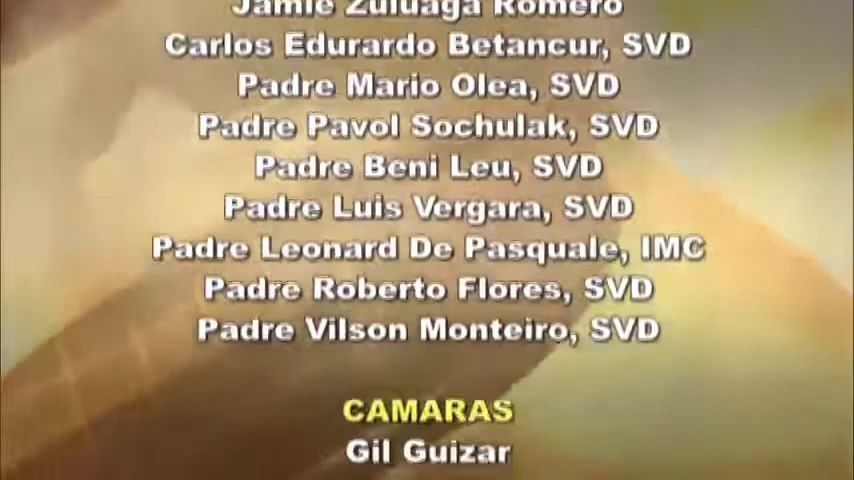 Jamie Zuluaga Romero
Carlos Edurardo Betancur, SVD
Padre Mario Olea, SVD
Padre Pavol Sochulak, SVD
Padre Beni Leu, SVD
Padre Luis Vergara, SVD
Padre Leonard De Pasquale, IMC
Padre Roberto Flores, SVD
Padre Vilson Monteiro, SVD
CAMARAS
Gil Guizar